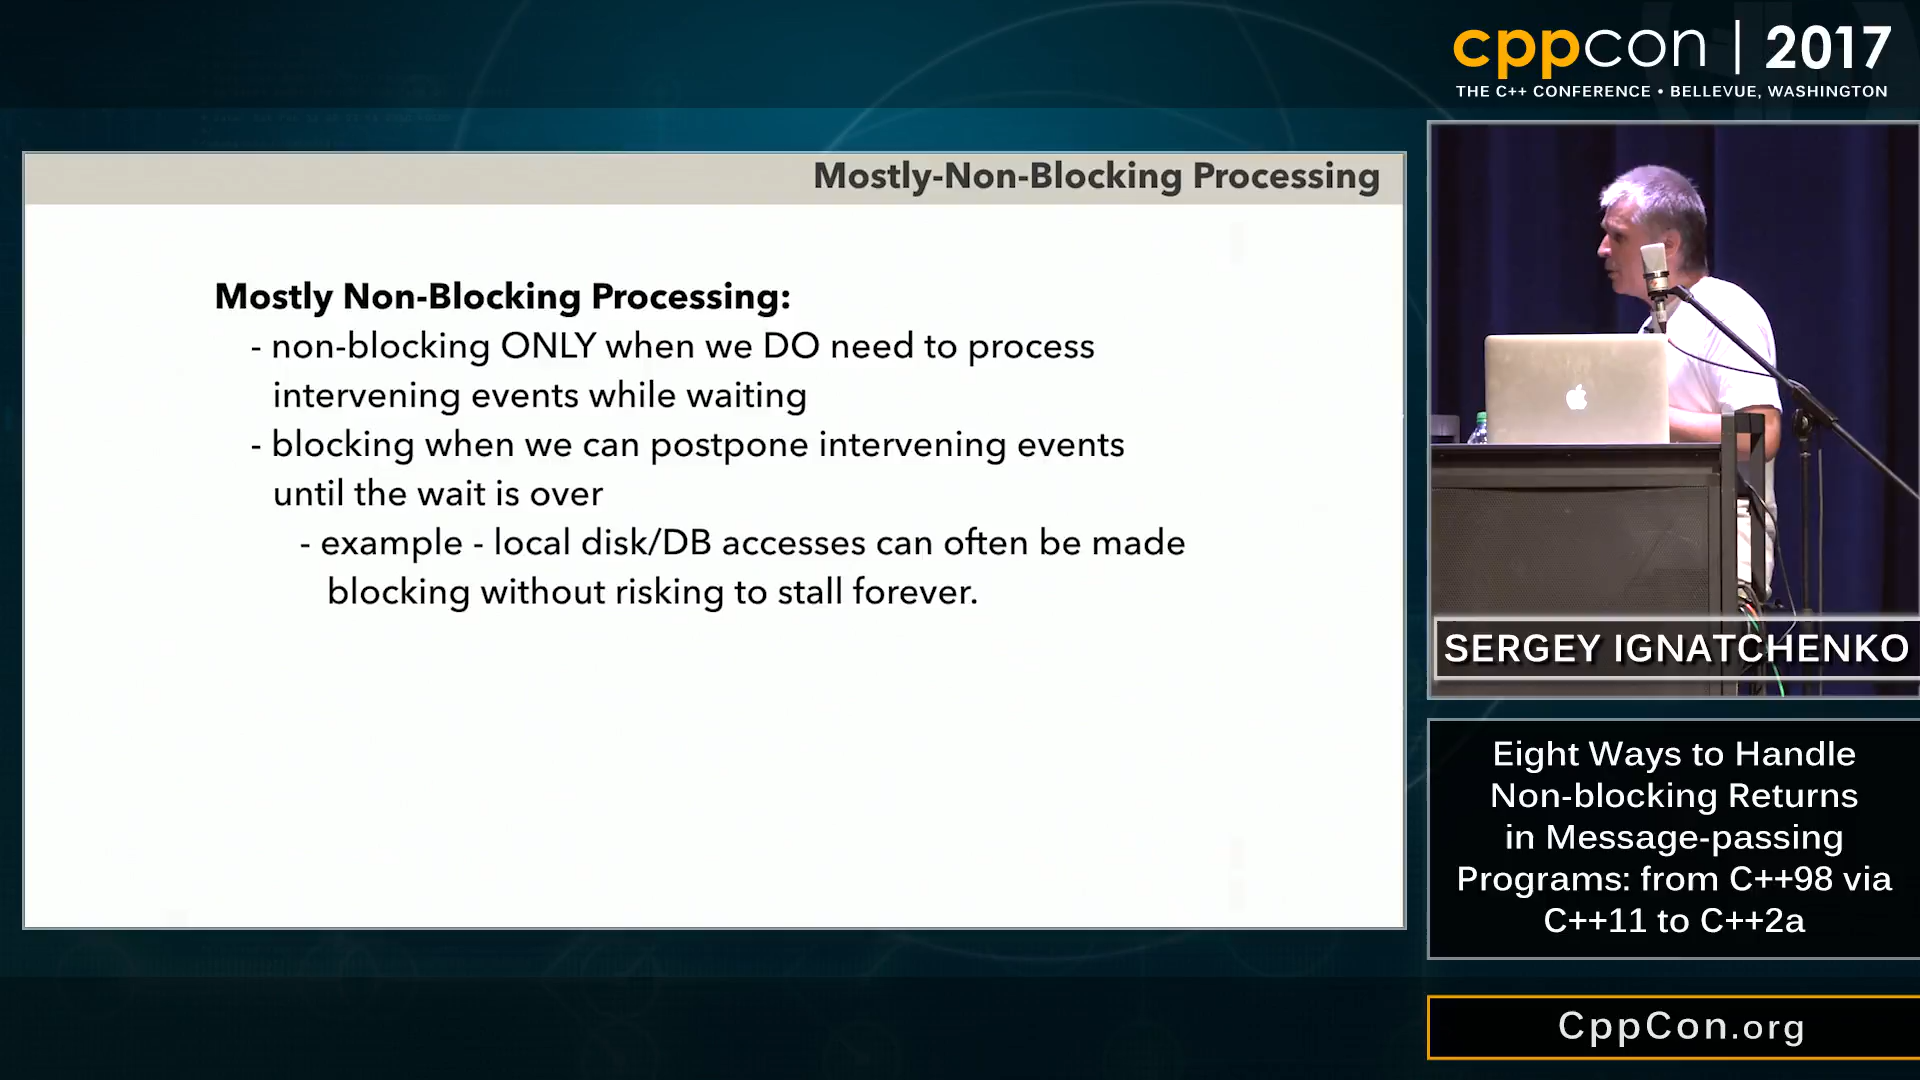 cppcon | 2017
THE C++ CONFERENCE • BELLEVUE, WASHINGTON
Mostly-Non-Blocking Processing
Mostly Non-Blocking Processing:
- non-blocking ONLY when we DO need to process
intervening events while waiting
- blocking when we can postpone intervening events
until the wait is over
- example - local disk/DB accesses can often be made
blocking without risking to stall forever.
SERGEY IGNATCHENKO
Eight Ways to Handle
Non-blocking Returns
in Message-passing
Programs: from C++98 via
C++11 to C++2a
CppCon.org